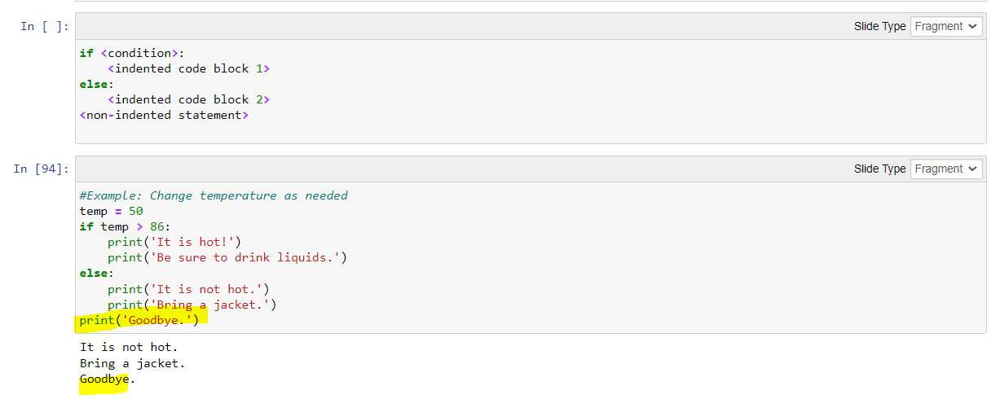 In [ ]:
Slide Type Fragment
if <condition>:
    <indented code block 1>
else:
    <indented code block 2>
<non-indented statement>
In [94]:
Slide Type Fragment
#Example: Change temperature as needed
temp = 50
if temp > 86:
    print('It is hot!')
    print('Be sure to drink liquids.')
else:
    print('It is not hot.')
    print('Bring a jacket.')
print('Goodbye.')
It is not hot.
Bring a jacket.
Goodbye.